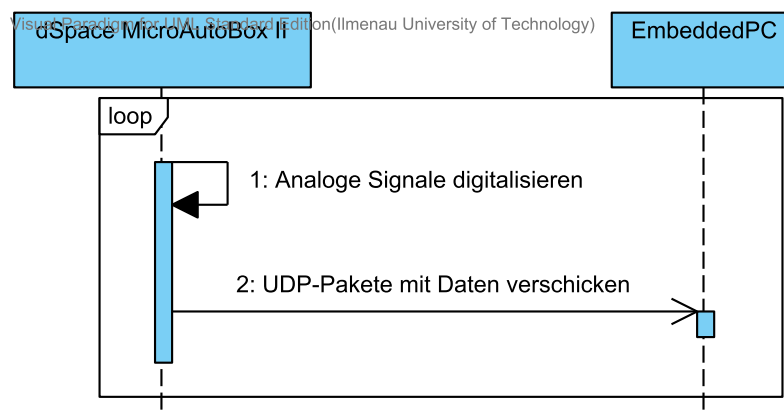 Visual Paradigm for UML Standard Edition(Ilmenau University of Technology)
dSpace MicroAutoBox II
EmbeddedPC
loop
1: Analoge Signale digitalisieren
2: UDP-Pakete mit Daten verschicken